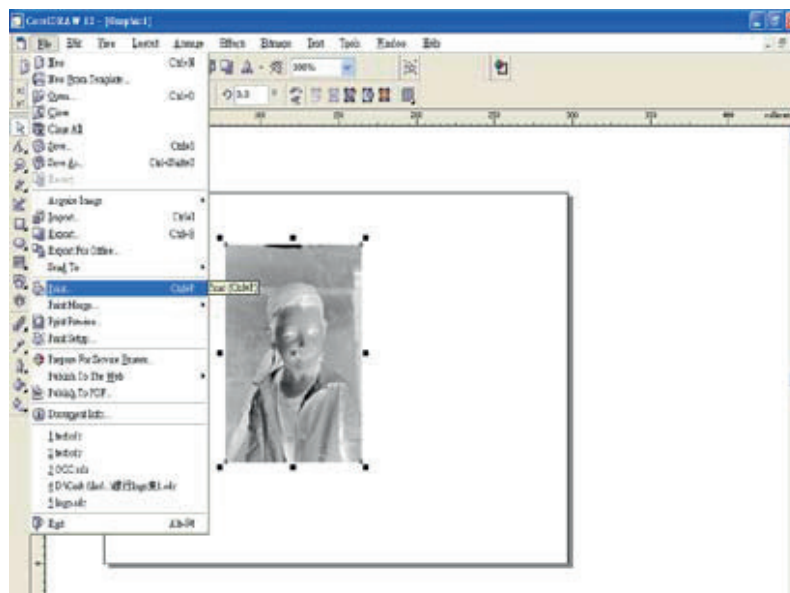 CorelDRAW 12 - [Graphic1]
File Edit View Layout Arrange Effects Bitmaps Text Tools Window Help
New Ctrl+N
New From Template...
Open... Ctrl+O
Close
Close All
Save... Ctrl+S
Save As... Ctrl+Shift+S
Revert
Acquire Image
Import... Ctrl+I
Export... Ctrl+E
Export For Office...
Send To
Print... Ctrl+P
Print (Ctrl+P)
Print Merge
Print Preview...
Print Setup...
Prepare For Service Bureau...
Publish To The Web
Publish To PDF...
Document Info...
Exit Alt+F4
100%
0.0